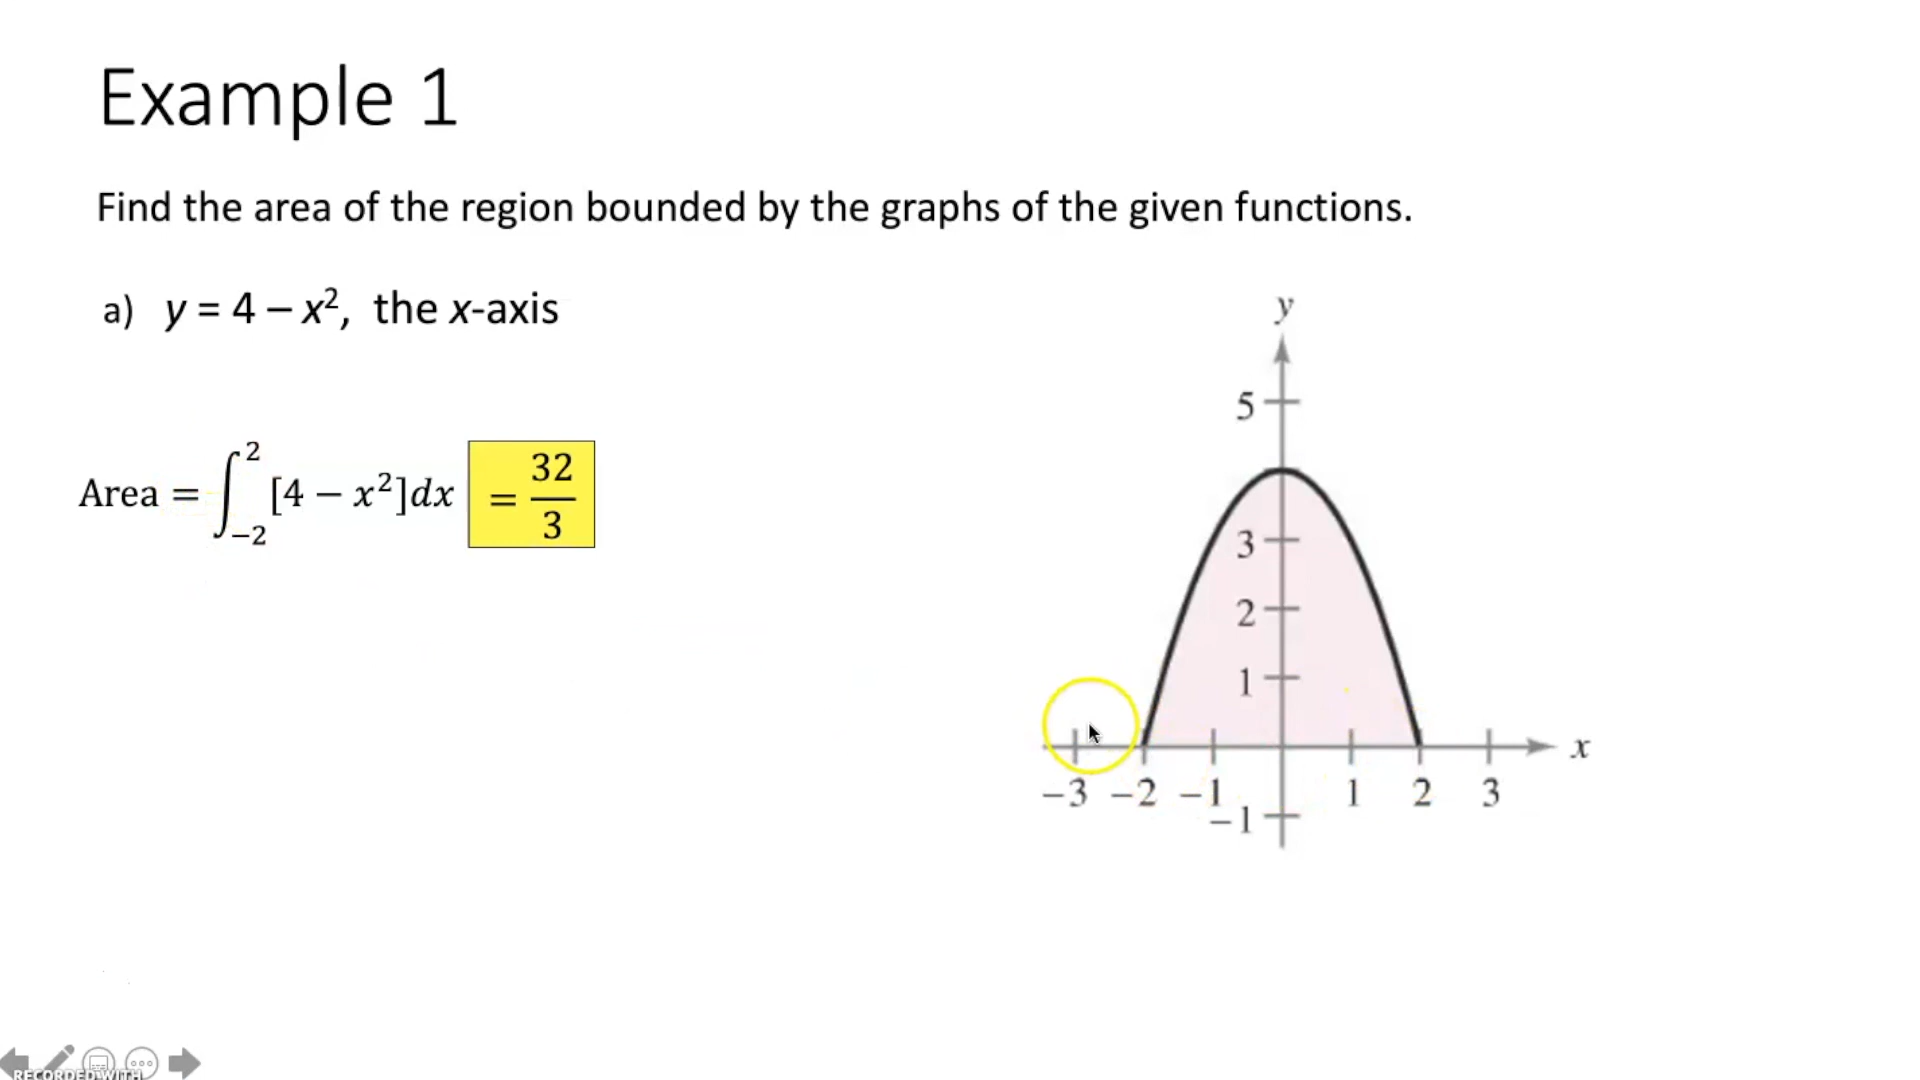 Example 1
Find the area of the region bounded by the graphs of the given functions.
a) y = 4 – x², the x-axis
Area = ∫₋₂² [4 − x²]dx = 32/3
y
5
3
2
1
x
−3 −2 −1 1 2 3
−1
RECORDED WITH